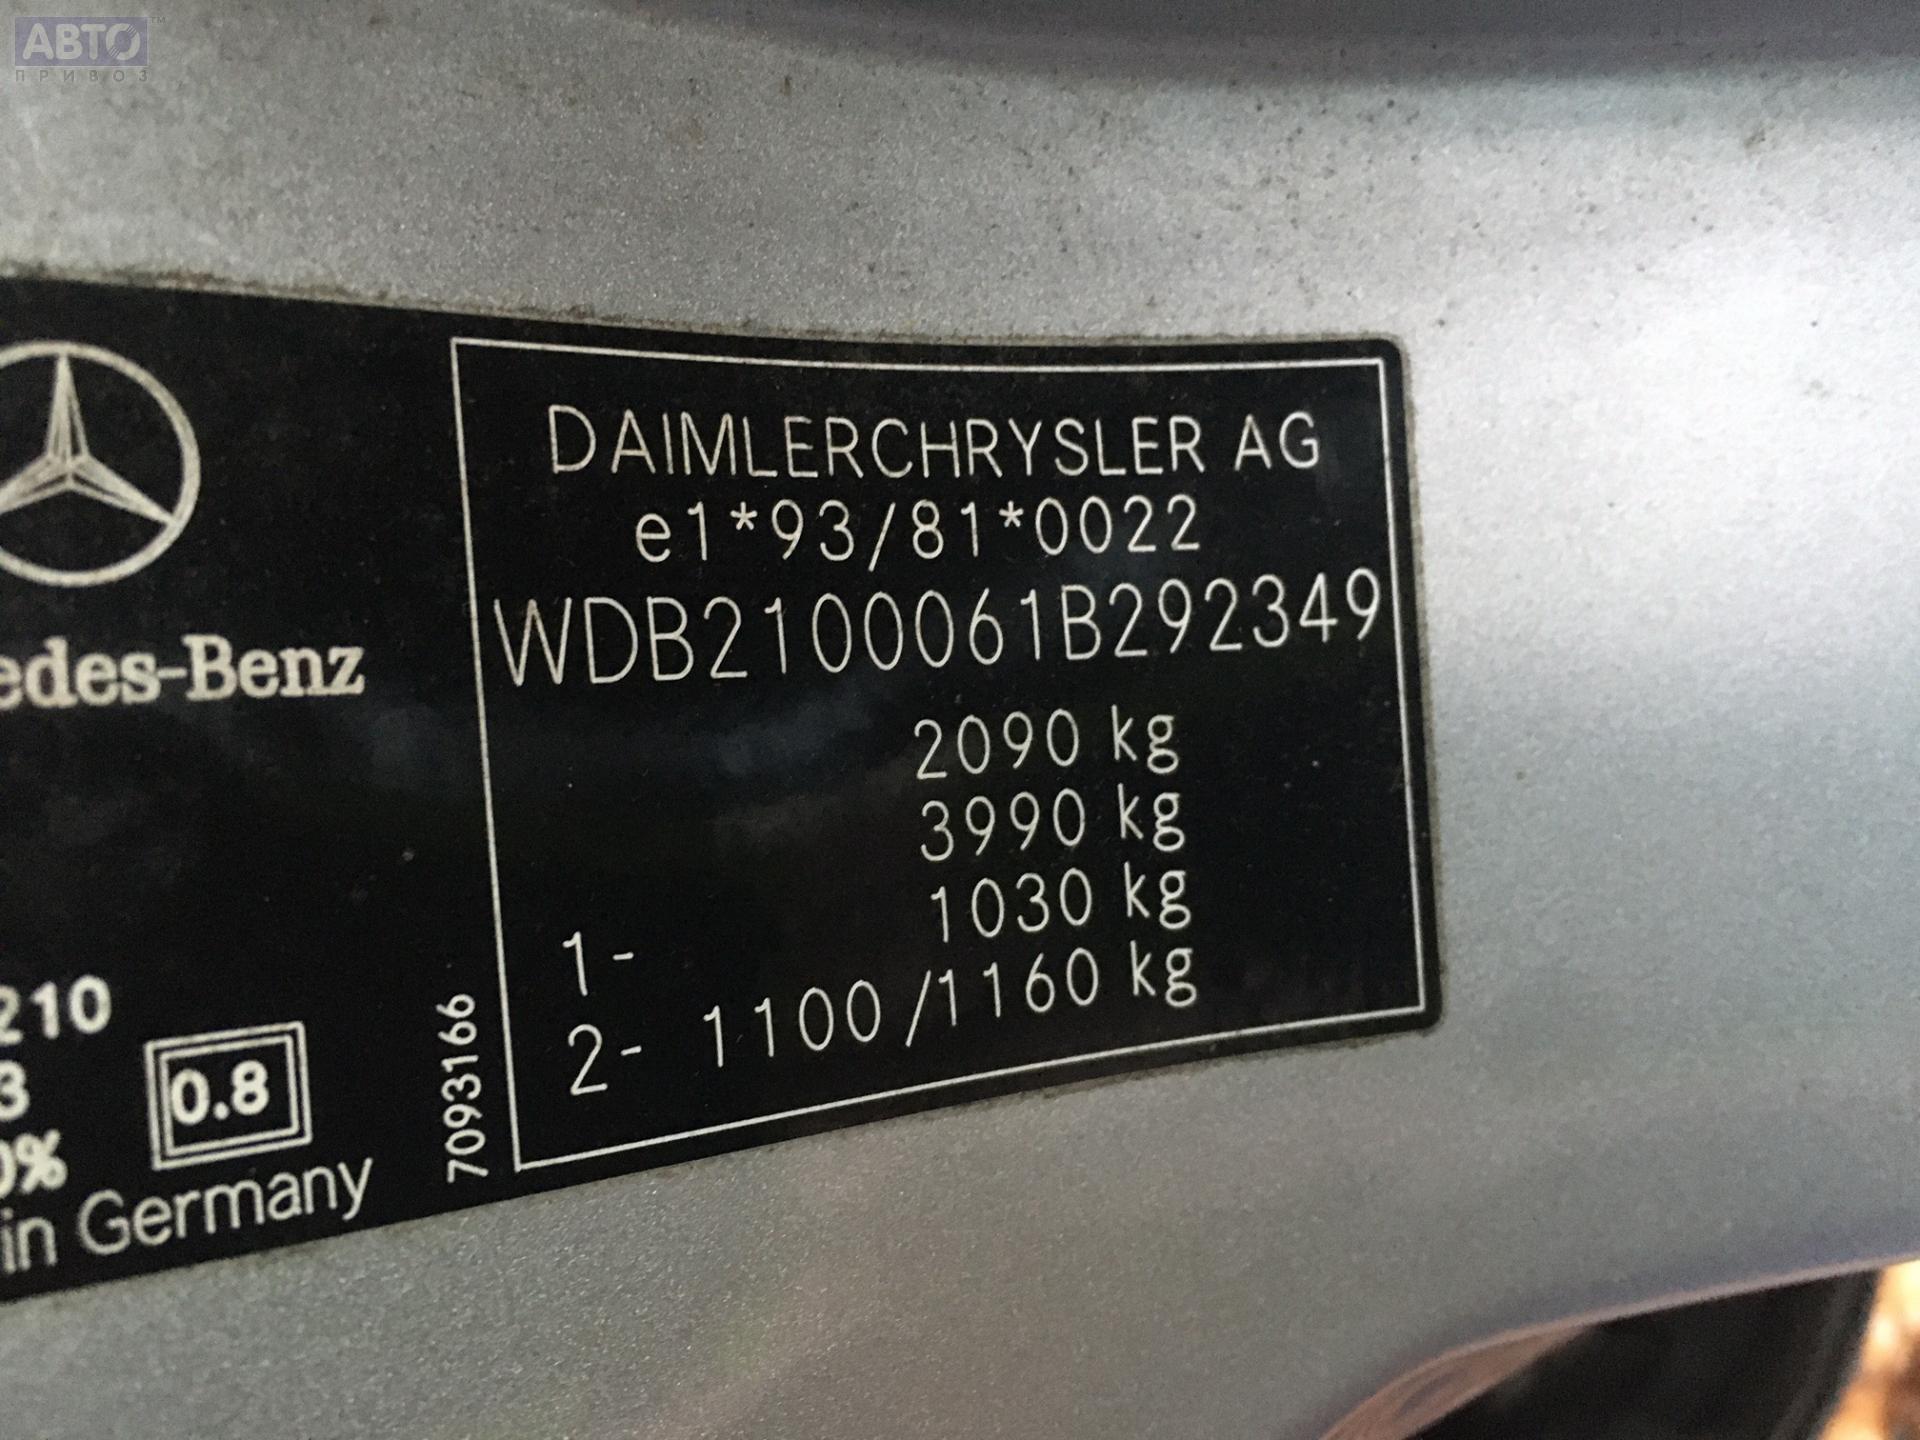 АВТО™
ПРИВОЗ
DAIMLERCHRYSLER AG
e1*93/81*0022
WDB2100061B292349
edes-Benz
2090 kg
3990 kg
1- 1030 kg
2- 1100/1160 kg
7093166
210
3
0.8
0%
in Germany